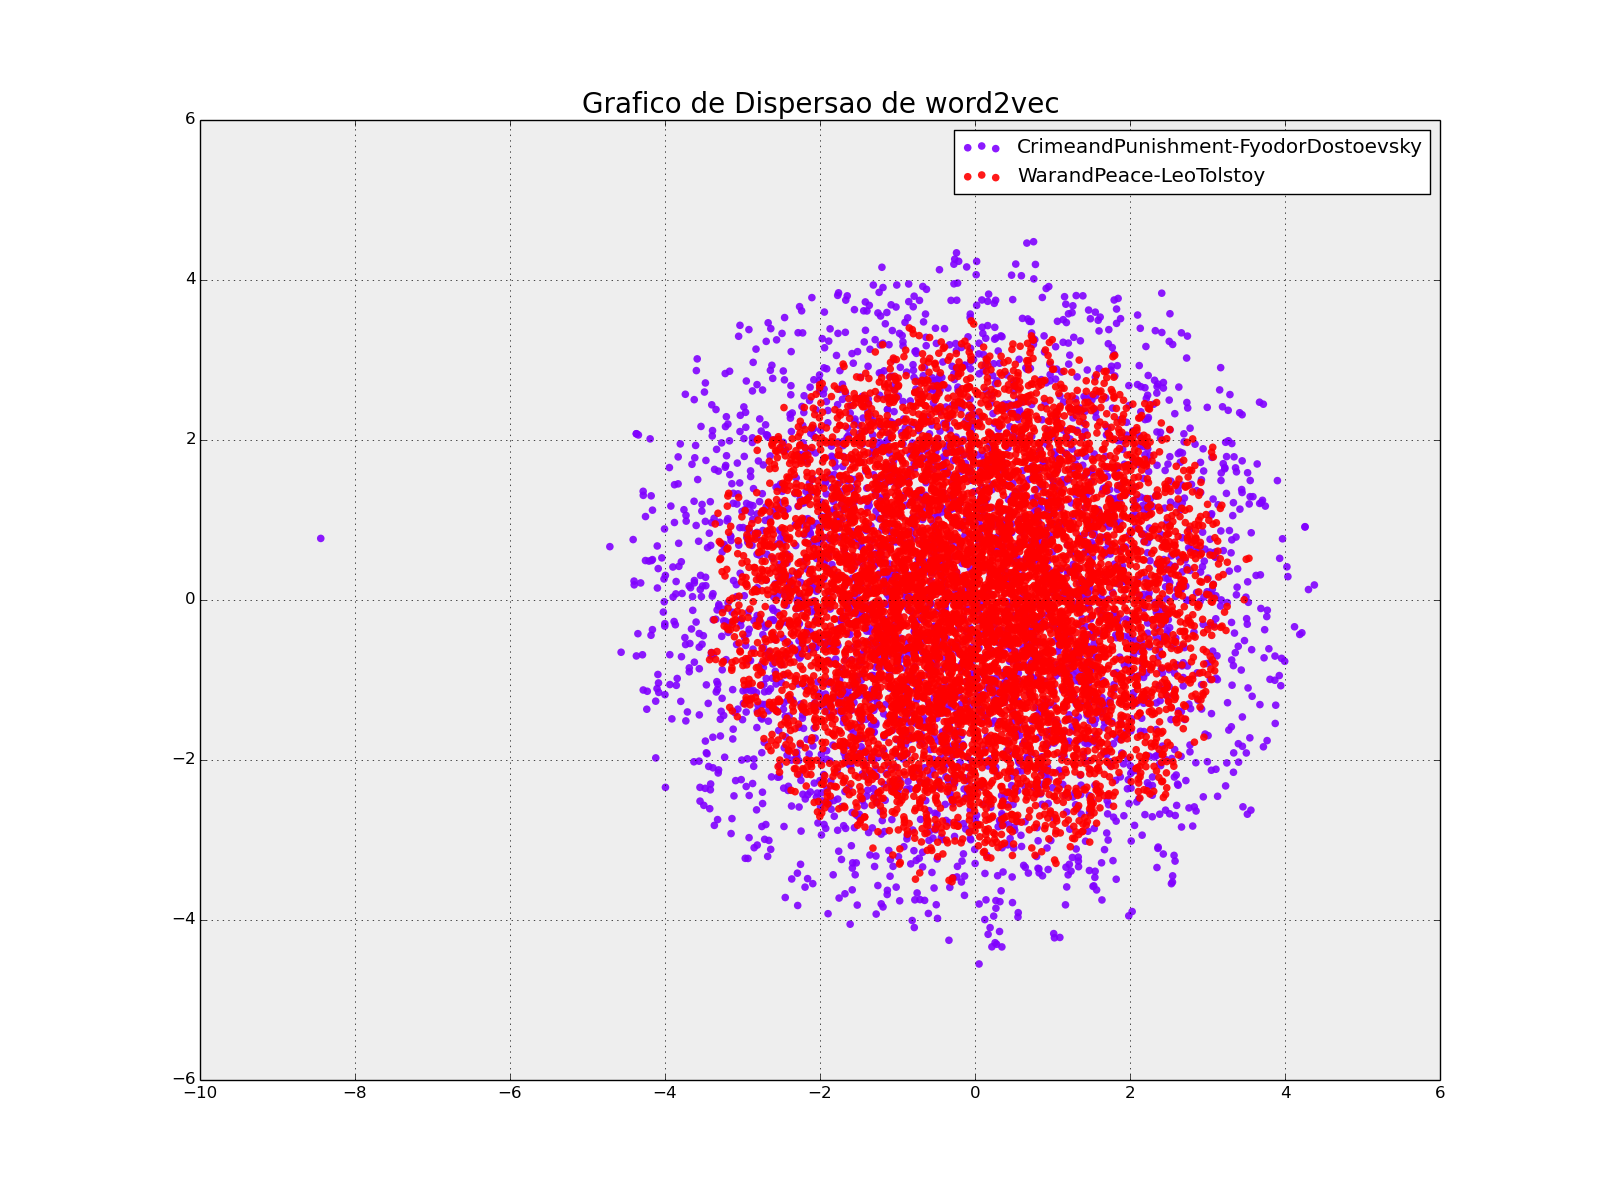 Grafico de Dispersao de word2vec
CrimeandPunishment-FyodorDostoevsky
WarandPeace-LeoTolstoy
6
4
2
0
−2
−4
−6
−10 −8 −6 −4 −2 0 2 4 6